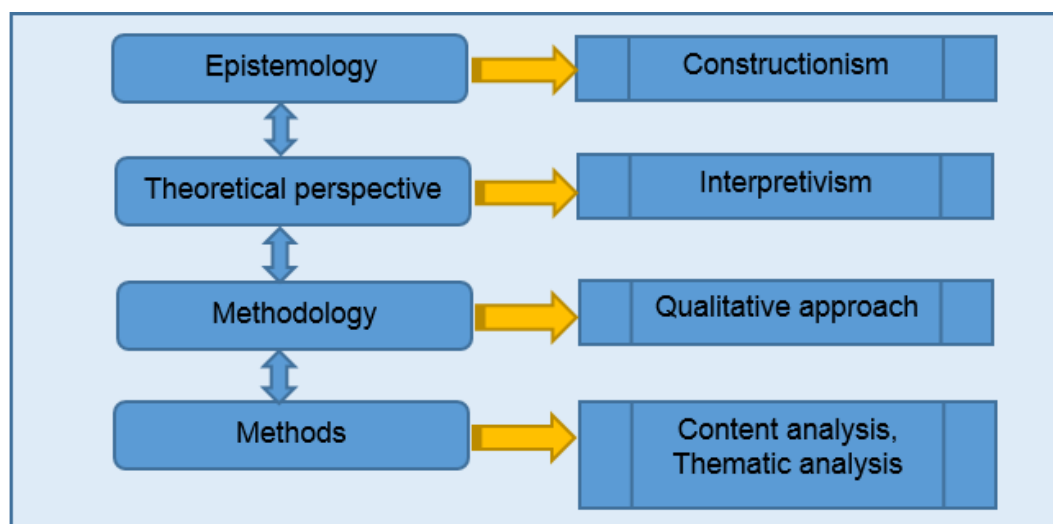 Epistemology
Constructionism
Theoretical perspective
Interpretivism
Methodology
Qualitative approach
Methods
Content analysis,
Thematic analysis